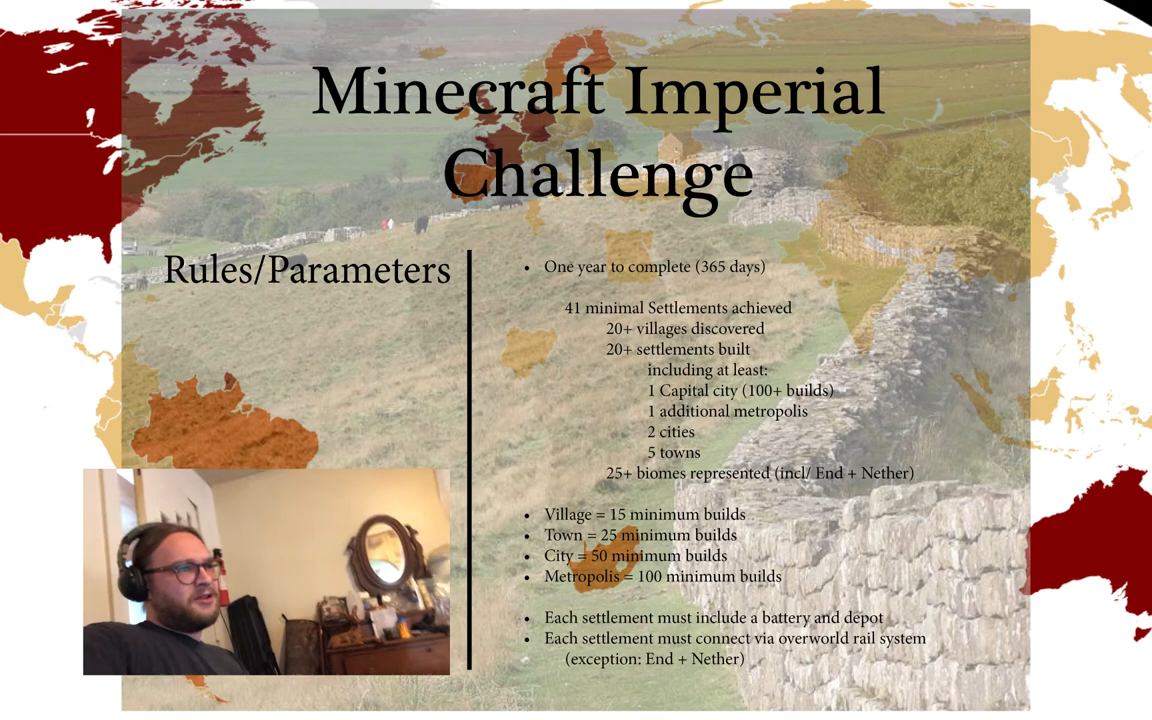 Minecraft Imperial
Challenge
Rules/Parameters
• One year to complete (365 days)
41 minimal Settlements achieved
20+ villages discovered
20+ settlements built
including at least:
1 Capital city (100+ builds)
1 additional metropolis
2 cities
5 towns
25+ biomes represented (incl/ End + Nether)
• Village = 15 minimum builds
• Town = 25 minimum builds
• City = 50 minimum builds
• Metropolis = 100 minimum builds
• Each settlement must include a battery and depot
• Each settlement must connect via overworld rail system
(exception: End + Nether)